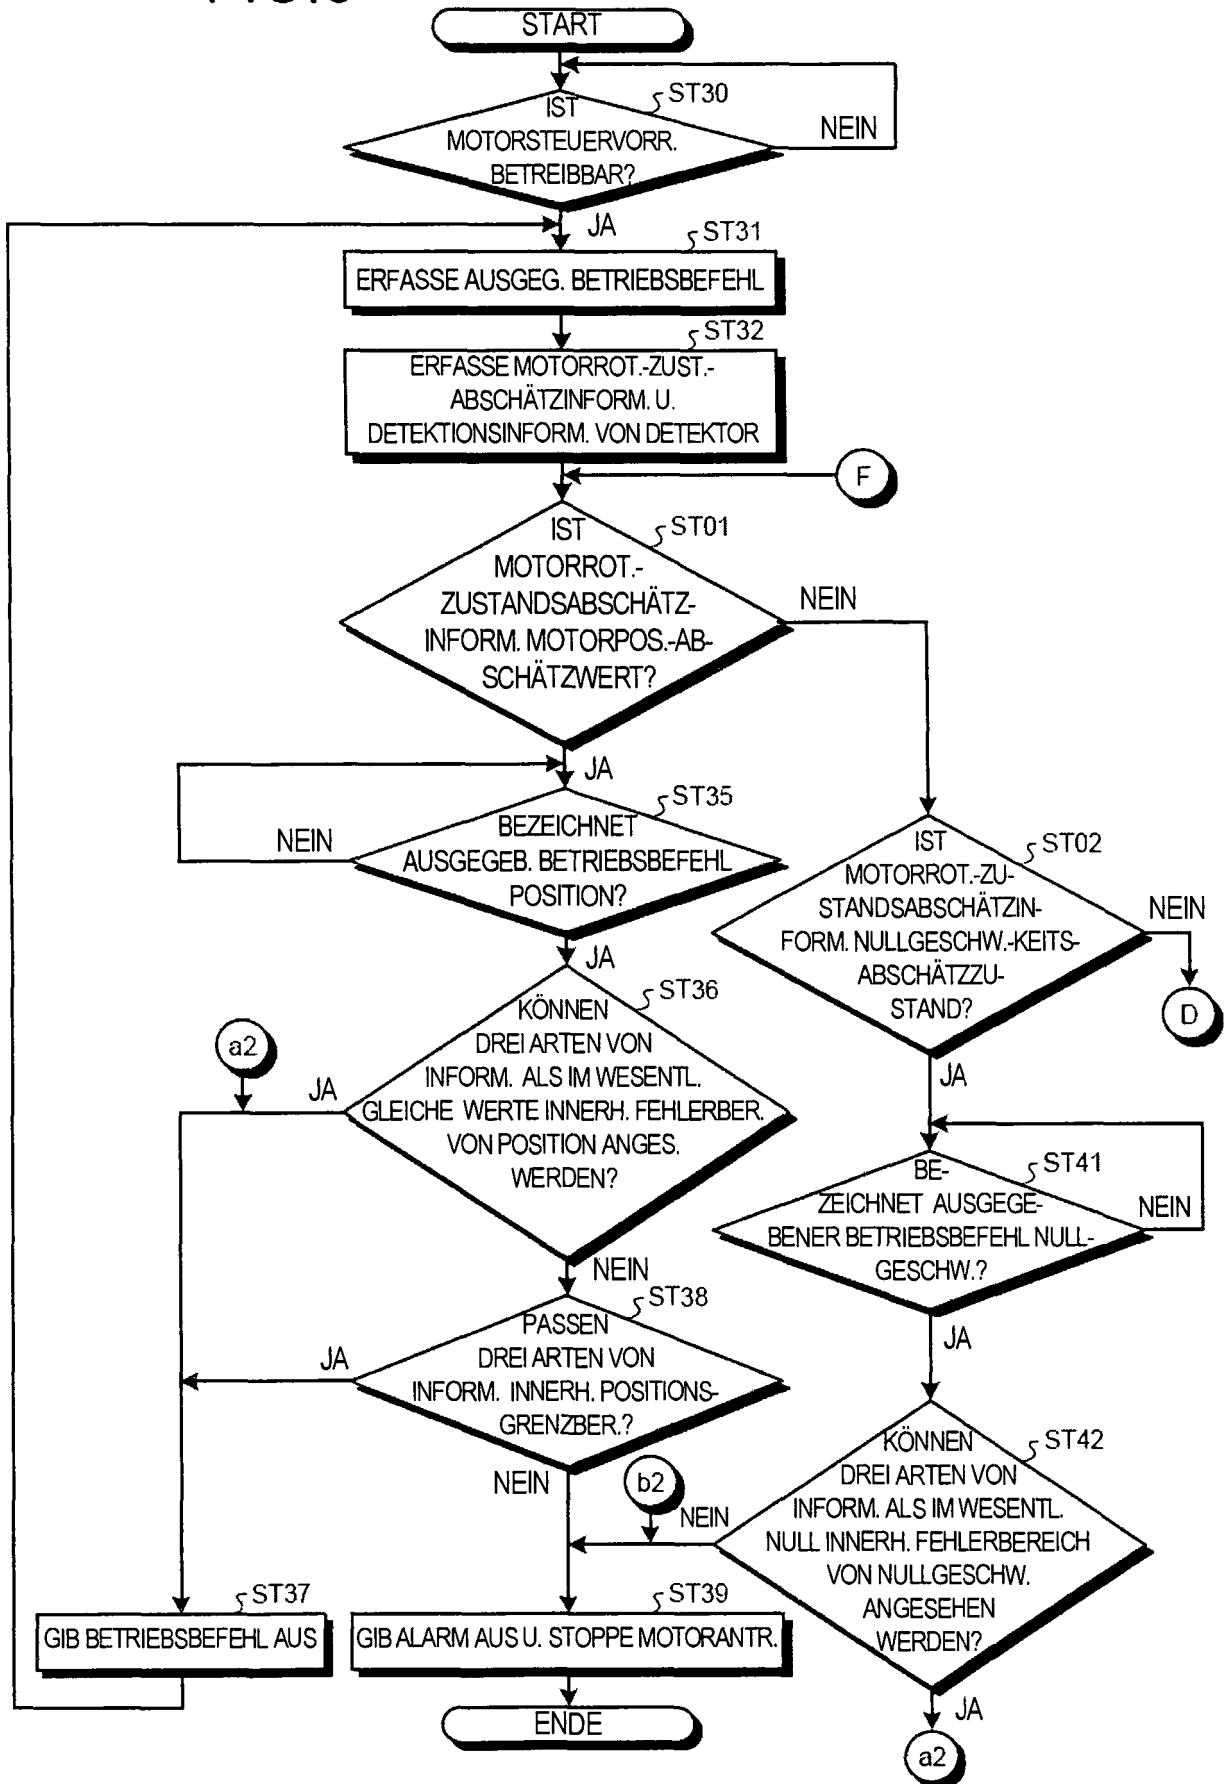 START
ST30
IST
MOTORSTEUERVORR.
BETREIBBAR?
NEIN
JA
ST31
ERFASSE AUSGEG. BETRIEBSBEFEHL
ST32
ERFASSE MOTORROT.-ZUST.-
ABSCHÄTZINFORM. U.
DETEKTIONSINFORM. VON DETEKTOR
F
ST01
IST
MOTORROT.-
ZUSTANDSABSCHÄTZ-
INFORM. MOTORPOS.-AB-
SCHÄTZWERT?
NEIN
JA
ST35
BEZEICHNET
AUSGEGEB. BETRIEBSBEFEHL
POSITION?
NEIN
JA
ST02
IST
MOTORROT.-ZU-
STANDSABSCHÄTZIN-
FORM. NULLGESCHW.-KEITS-
ABSCHÄTZZU-
STAND?
NEIN
D
JA
ST36
KÖNNEN
DREI ARTEN VON
INFORM. ALS IM WESENTL.
GLEICHE WERTE INNERH. FEHLERBER.
VON POSITION ANGES.
WERDEN?
a2
JA
NEIN
ST41
BE-
ZEICHNET AUSGEGE-
BENER BETRIEBSBEFEHL NULL-
GESCHW.?
NEIN
JA
ST38
PASSEN
DREI ARTEN VON
INFORM. INNERH. POSITIONS-
GRENZBER.?
JA
NEIN
b2
ST42
KÖNNEN
DREI ARTEN VON
INFORM. ALS IM WESENTL.
NULL INNERH. FEHLERBEREICH
VON NULLGESCHW.
ANGESEHEN
WERDEN?
NEIN
JA
a2
ST37
GIB BETRIEBSBEFEHL AUS
ST39
GIB ALARM AUS U. STOPPE MOTORANTR.
ENDE